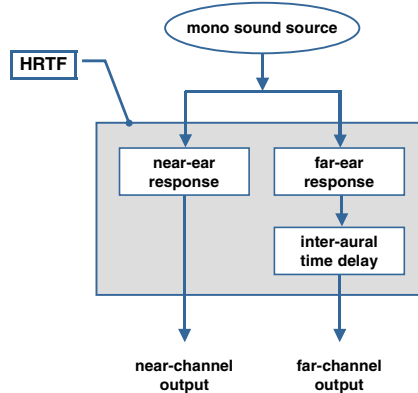 mono sound source
HRTF
near-ear
response
far-ear
response
inter-aural
time delay
near-channel
output
far-channel
output